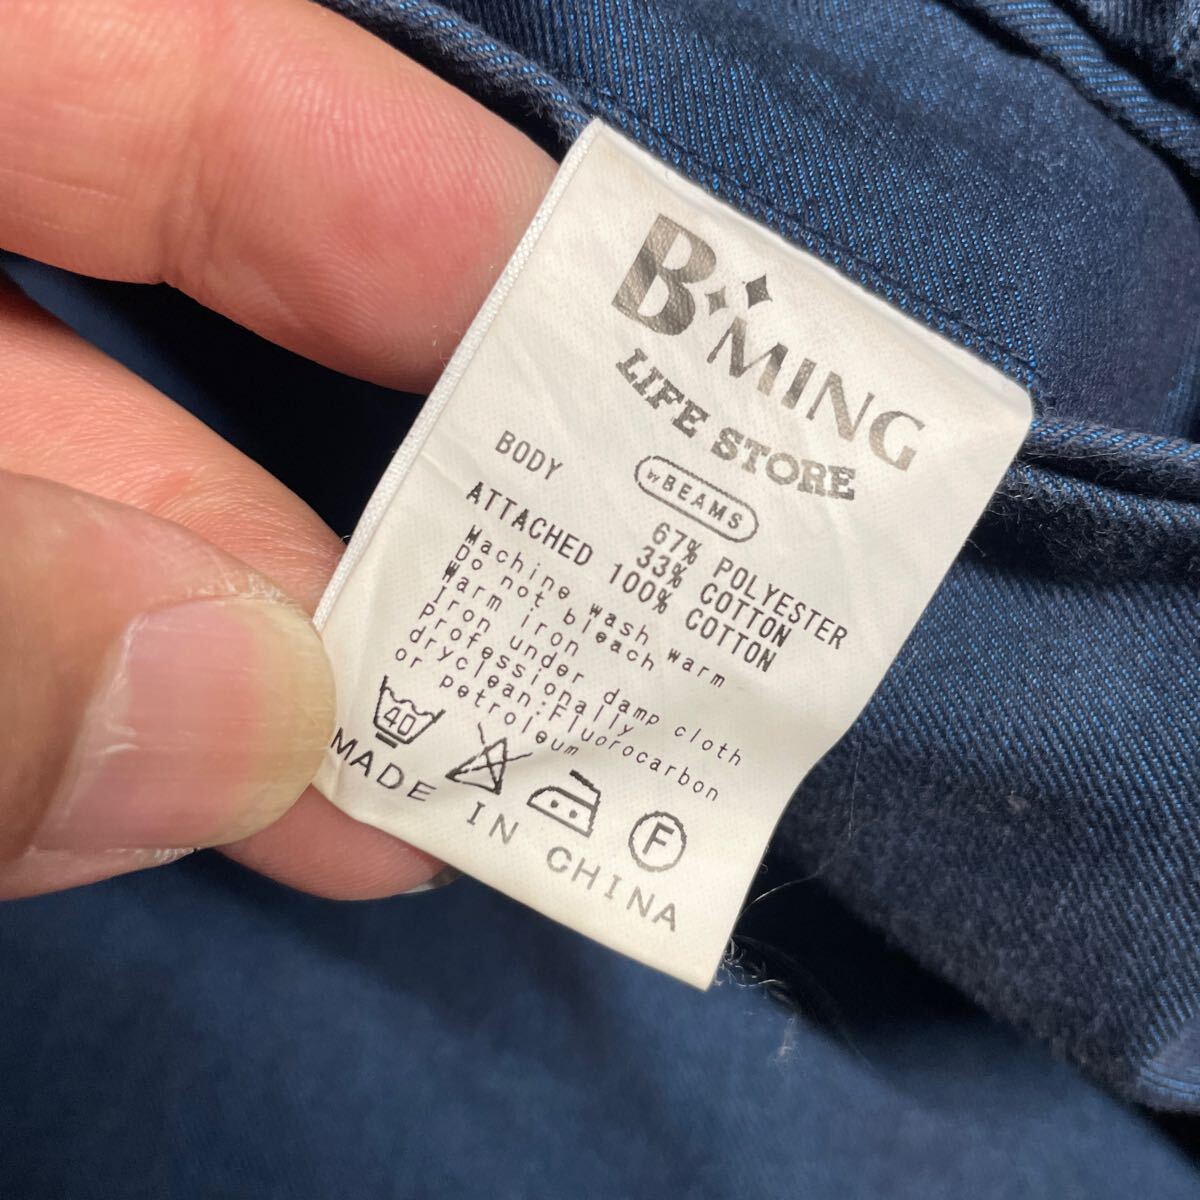 B MING
LIFE STORE
by BEAMS
BODY 67% POLYESTER
33% COTTON
ATTACHED 100% COTTON
Machine wash warm
Do not bleach
Warm iron
Iron under damp cloth
professionally
dryclean:Fluorocarbon
or petroleum
40 F
MADE IN CHINA